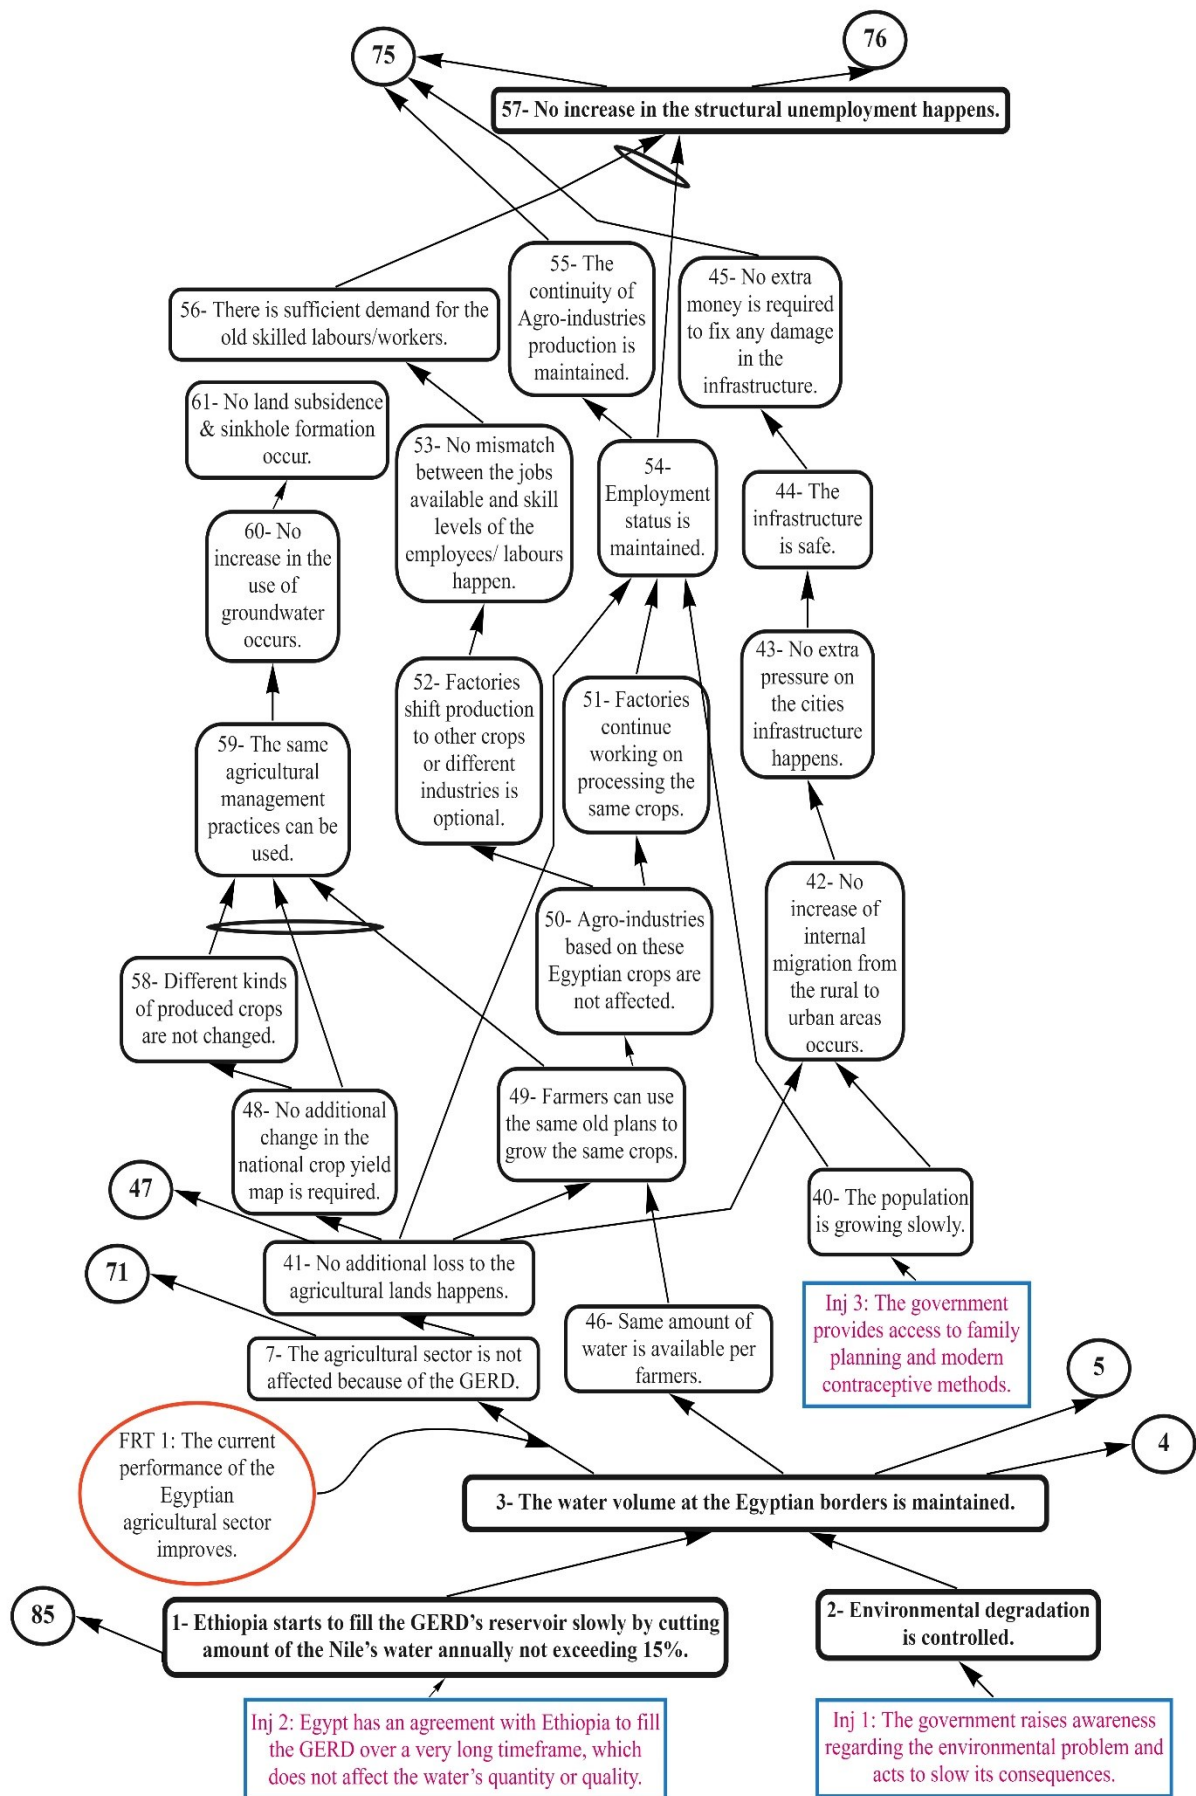 75
76
57- No increase in the structural unemployment happens.
55- The
continuity of
Agro-industries
production is
maintained.
45- No extra
money is required
to fix any damage
in the
infrastructure.
56- There is sufficient demand for the
old skilled labours/workers.
61- No land subsidence
& sinkhole formation
occur.
53- No mismatch
between the jobs
available and skill
levels of the
employees/ labours
happen.
54-
Employment
status is
maintained.
44- The
infrastructure
is safe.
60- No
increase in the
use of
groundwater
occurs.
43- No extra
pressure on
the cities
infrastructure
happens.
52- Factories
shift production
to other crops
or different
industries is
optional.
51- Factories
continue
working on
processing the
same crops.
59- The same
agricultural
management
practices can be
used.
42- No
increase of
internal
migration from
the rural to
urban areas
occurs.
50- Agro-industries
based on these
Egyptian crops are
not affected.
58- Different kinds
of produced crops
are not changed.
49- Farmers can use
the same old plans to
grow the same crops.
48- No additional
change in the
national crop yield
map is required.
47
40- The population
is growing slowly.
41- No additional loss to the
agricultural lands happens.
71
Inj 3: The government
provides access to family
planning and modern
contraceptive methods.
46- Same amount of
water is available per
farmers.
7- The agricultural sector is not
affected because of the GERD.
5
FRT 1: The current
performance of the
Egyptian
agricultural sector
improves.
4
3- The water volume at the Egyptian borders is maintained.
85
1- Ethiopia starts to fill the GERD’s reservoir slowly by cutting
amount of the Nile’s water annually not exceeding 15%.
2- Environmental degradation
is controlled.
Inj 2: Egypt has an agreement with Ethiopia to fill
the GERD over a very long timeframe, which
does not affect the water’s quantity or quality.
Inj 1: The government raises awareness
regarding the environmental problem and
acts to slow its consequences.